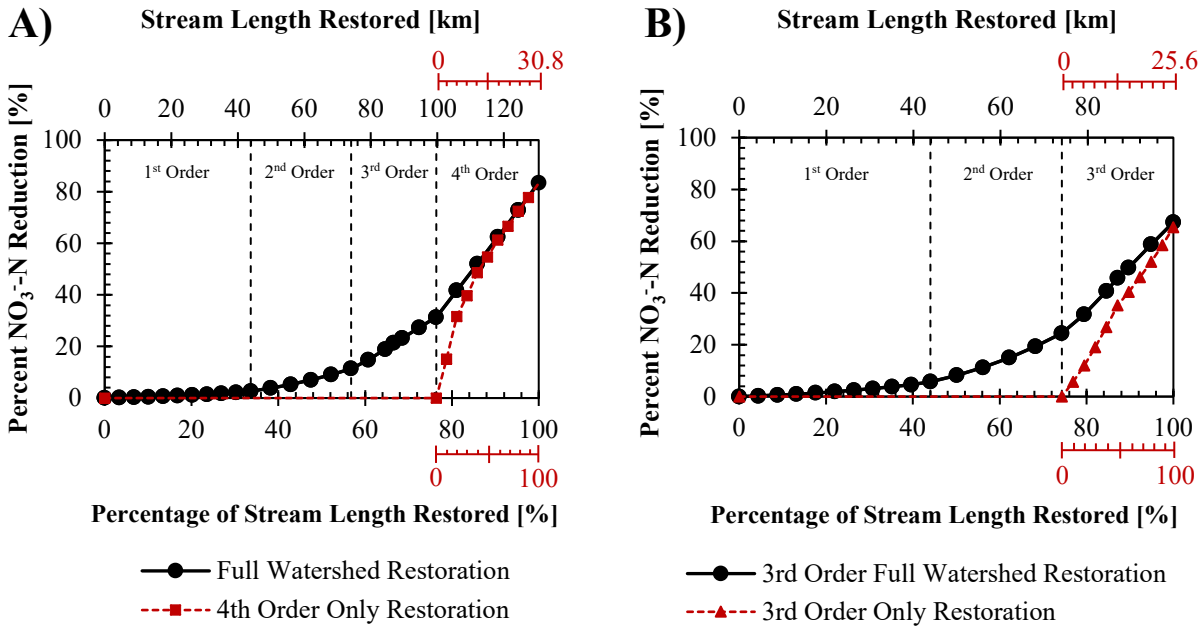 A)
Stream Length Restored [km]
0 30.8
0 20 40 60 80 100 120
Percent NO₃⁻-N Reduction [%]
100
80
60
40
20
0
1st Order 2nd Order 3rd Order 4th Order
0 20 40 60 80 100
0 100
Percentage of Stream Length Restored [%]
Full Watershed Restoration
4th Order Only Restoration
B)
Stream Length Restored [km]
0 25.6
0 20 40 60 80
Percent NO₃⁻-N Reduction [%]
100
80
60
40
20
0
1st Order 2nd Order 3rd Order
0 20 40 60 80 100
0 100
Percentage of Stream Length Restored [%]
3rd Order Full Watershed Restoration
3rd Order Only Restoration